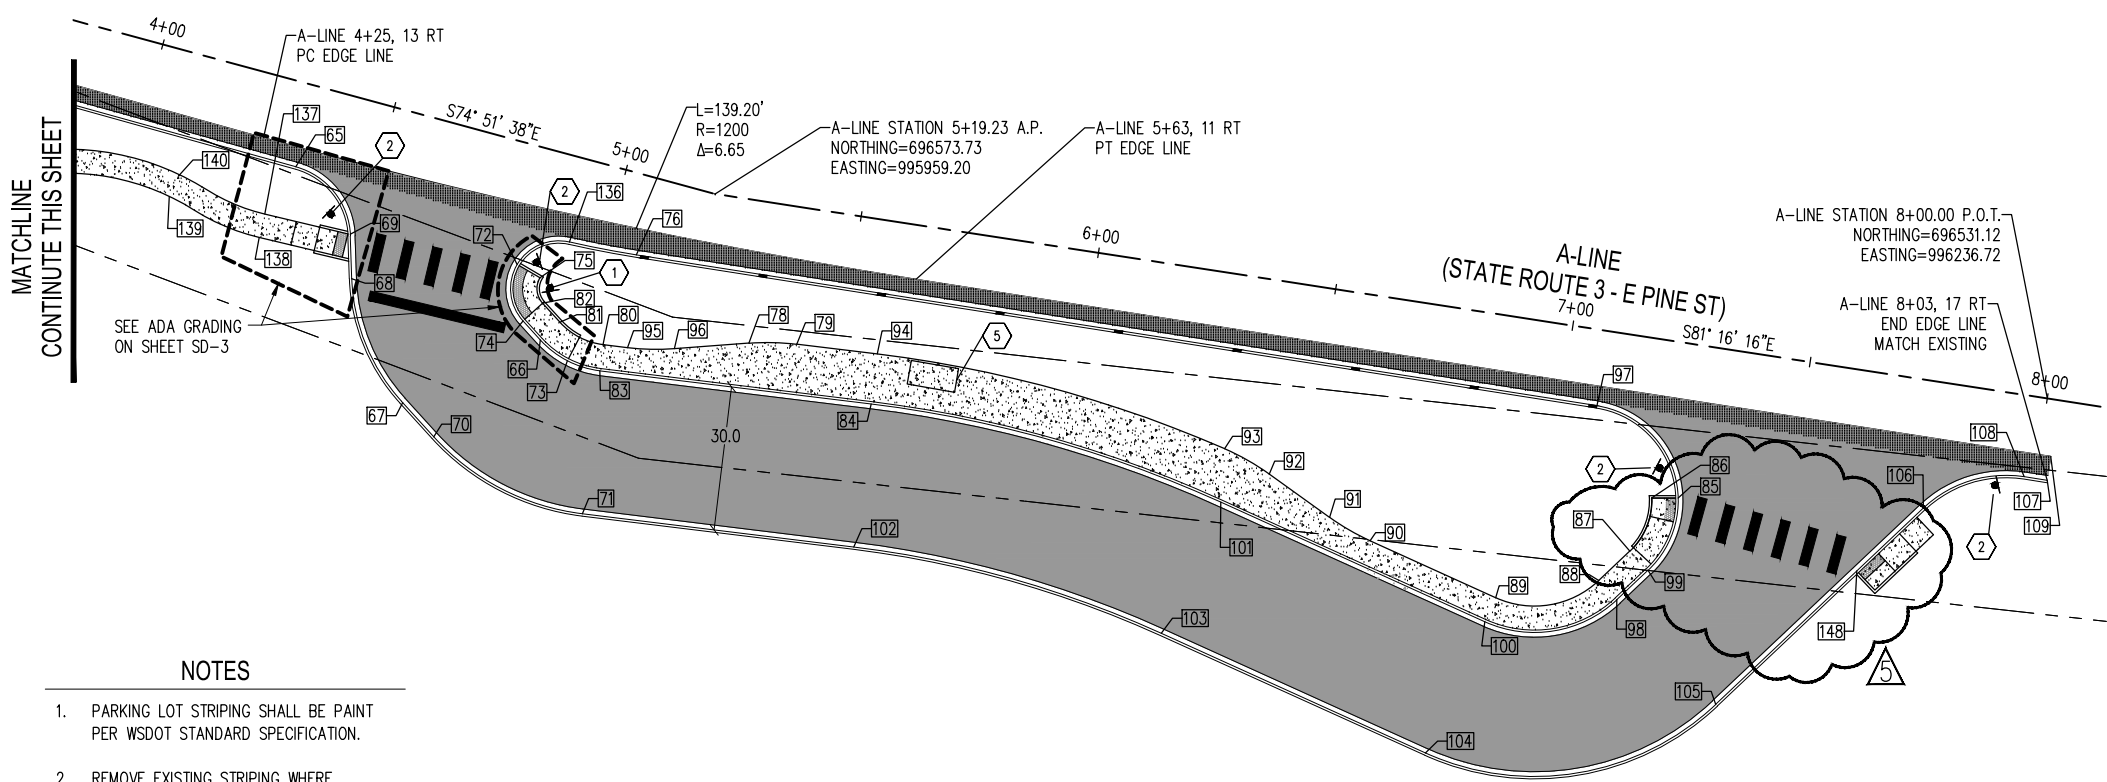 4+00
A-LINE 4+25, 13 RT
PC EDGE LINE
S74° 51' 38"E
L=139.20'
R=1200
Δ=6.65
5+00
A-LINE STATION 5+19.23 A.P.
NORTHING=696573.73
EASTING=995959.20
A-LINE 5+63, 11 RT
PT EDGE LINE
6+00
A-LINE
(STATE ROUTE 3 - E PINE ST)
7+00
S81° 16' 16"E
A-LINE STATION 8+00.00 P.O.T.
NORTHING=696531.12
EASTING=996236.72
A-LINE 8+03, 17 RT
END EDGE LINE
MATCH EXISTING
8+00
MATCHLINE
CONTINUTE THIS SHEET
137
65
2
140
139
138
69
68
72
2
136
76
75
1
82
81
80
95
96
78
79
94
5
74
66
73
83
84
67
70
71
30.0
102
103
104
101
93
92
91
90
89
100
97
2
86
85
87
88
99
98
105
106
108
107
109
2
148
5
SEE ADA GRADING
ON SHEET SD-3
NOTES
1. PARKING LOT STRIPING SHALL BE PAINT
PER WSDOT STANDARD SPECIFICATION.
2. REMOVE EXISTING STRIPING WHERE